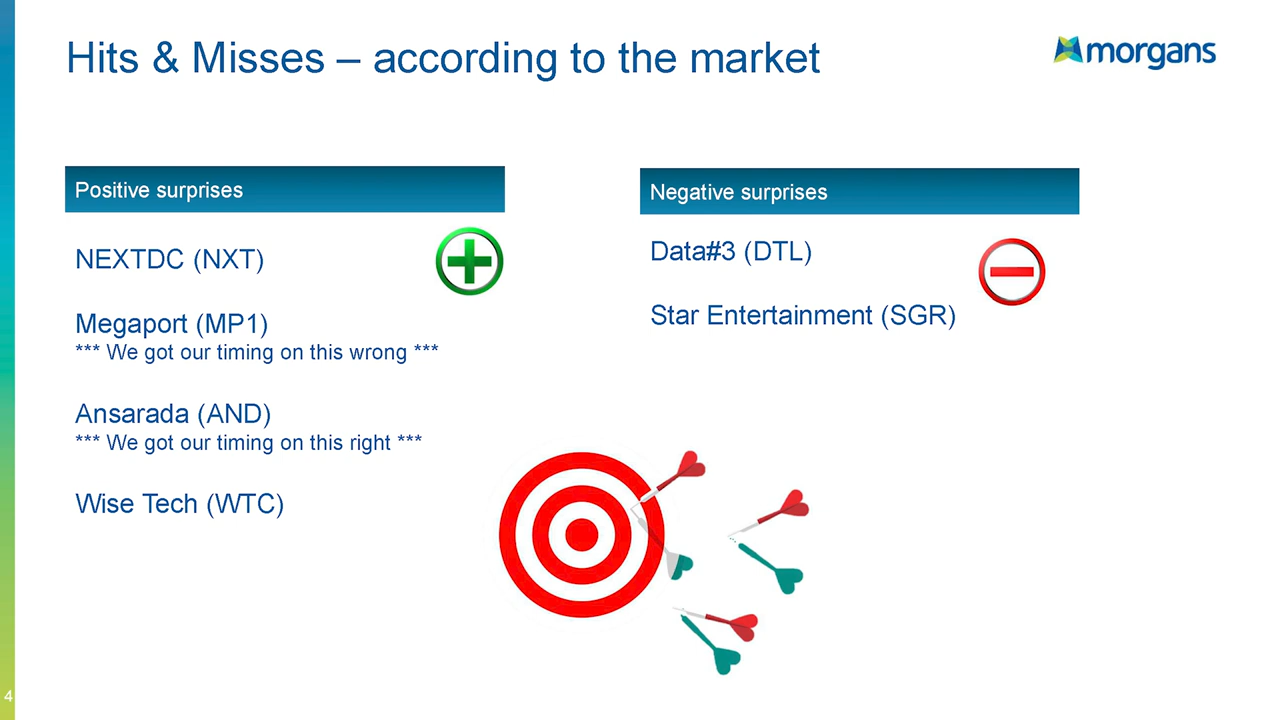 Hits & Misses – according to the market
morgans
Positive surprises
NEXTDC (NXT)
Megaport (MP1)
*** We got our timing on this wrong ***
Ansarada (AND)
*** We got our timing on this right ***
Wise Tech (WTC)
Negative surprises
Data#3 (DTL)
Star Entertainment (SGR)
4